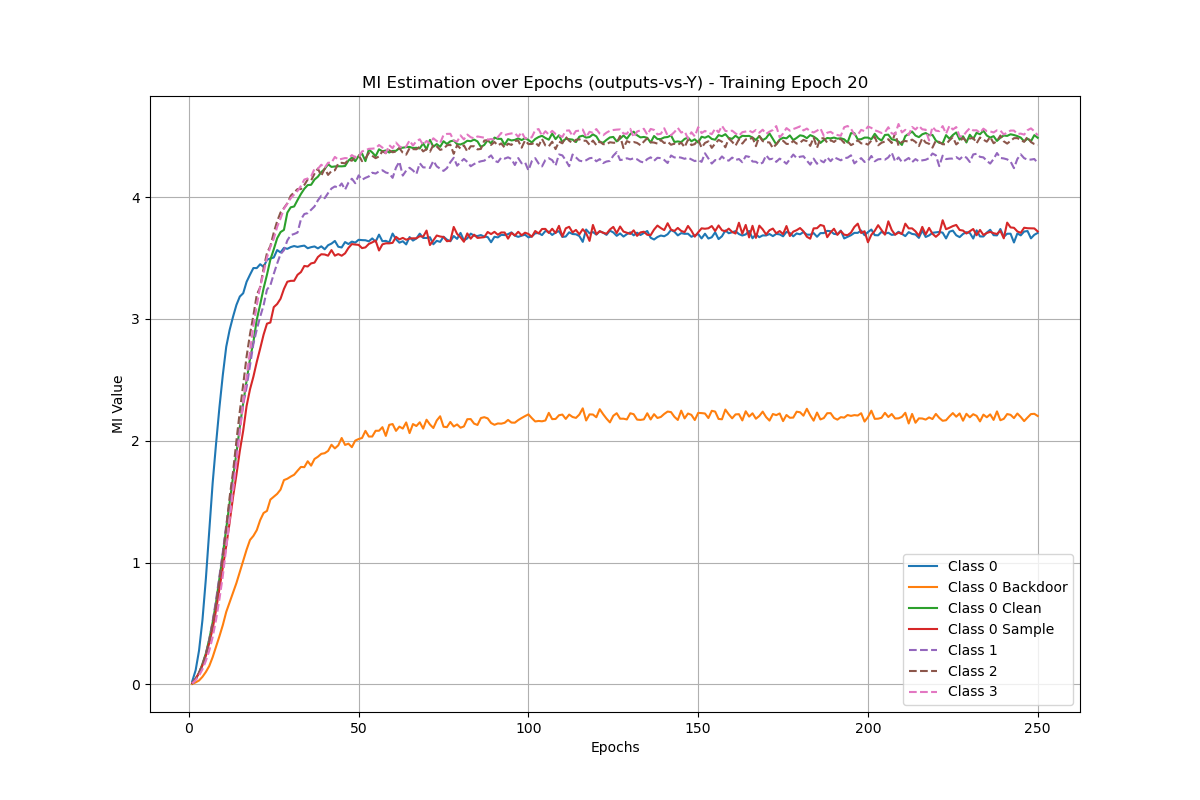 MI Estimation over Epochs (outputs-vs-Y) - Training Epoch 20
MI Value
4
3
2
1
0
0 50 100 150 200 250
Epochs
Class 0
Class 0 Backdoor
Class 0 Clean
Class 0 Sample
Class 1
Class 2
Class 3